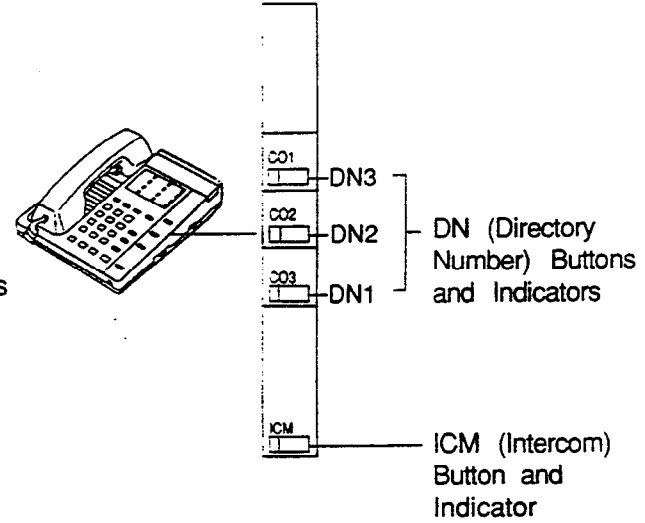 CO1
DN3
CO2
DN2
DN (Directory
Number) Buttons
and Indicators
CO3
DN1
s
ICM
ICM (Intercom)
Button and
Indicator